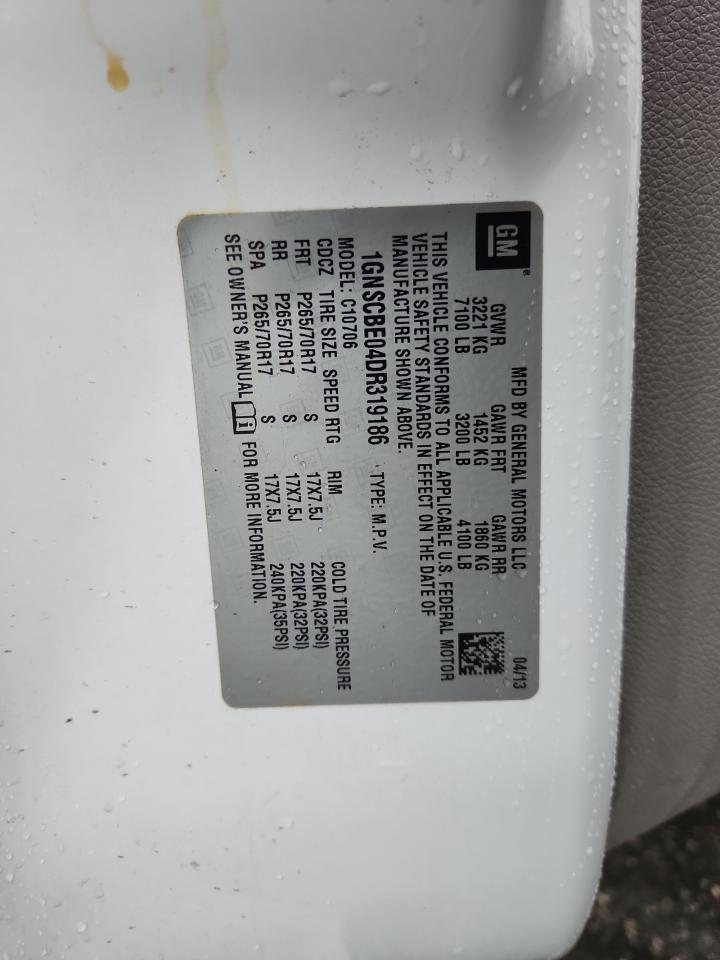 GM®
MFD BY GENERAL MOTORS LLC 04/13
GVWR GAWR FRT GAWR RR
3221 KG 1452 KG 1860 KG
7100 LB 3200 LB 4100 LB
THIS VEHICLE CONFORMS TO ALL APPLICABLE U.S. FEDERAL MOTOR
VEHICLE SAFETY STANDARDS IN EFFECT ON THE DATE OF
MANUFACTURE SHOWN ABOVE.
1GNSCBE04DR319186 TYPE: M.P.V.
MODEL: C10706
CDCZ TIRE SIZE SPEED RTG RIM COLD TIRE PRESSURE
FRT P265/70R17 S 17X7.5J 220KPA(32PSI)
RR P265/70R17 S 17X7.5J 220KPA(32PSI)
SPA P265/70R17 S 17X7.5J 240KPA(35PSI)
SEE OWNER'S MANUAL i FOR MORE INFORMATION.